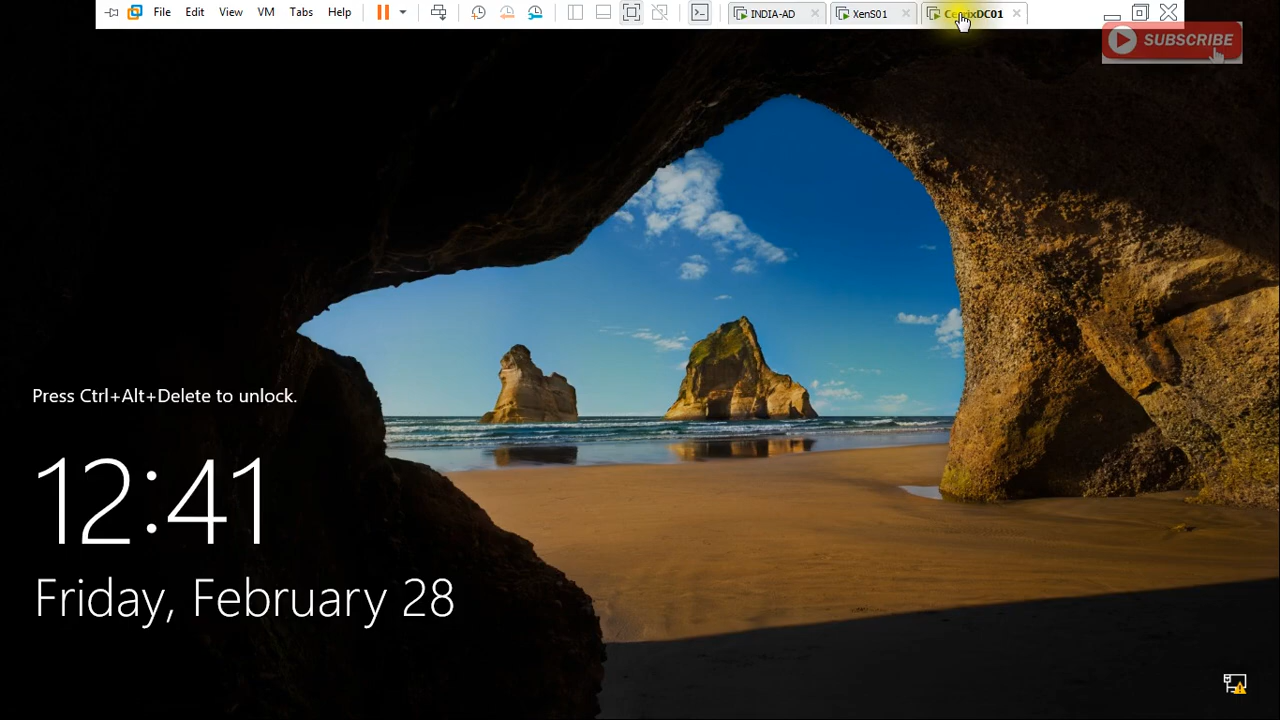 File Edit View VM Tabs Help INDIA-AD XenS01 CentrixDC01
SUBSCRIBE
Press Ctrl+Alt+Delete to unlock.
12:41
Friday, February 28